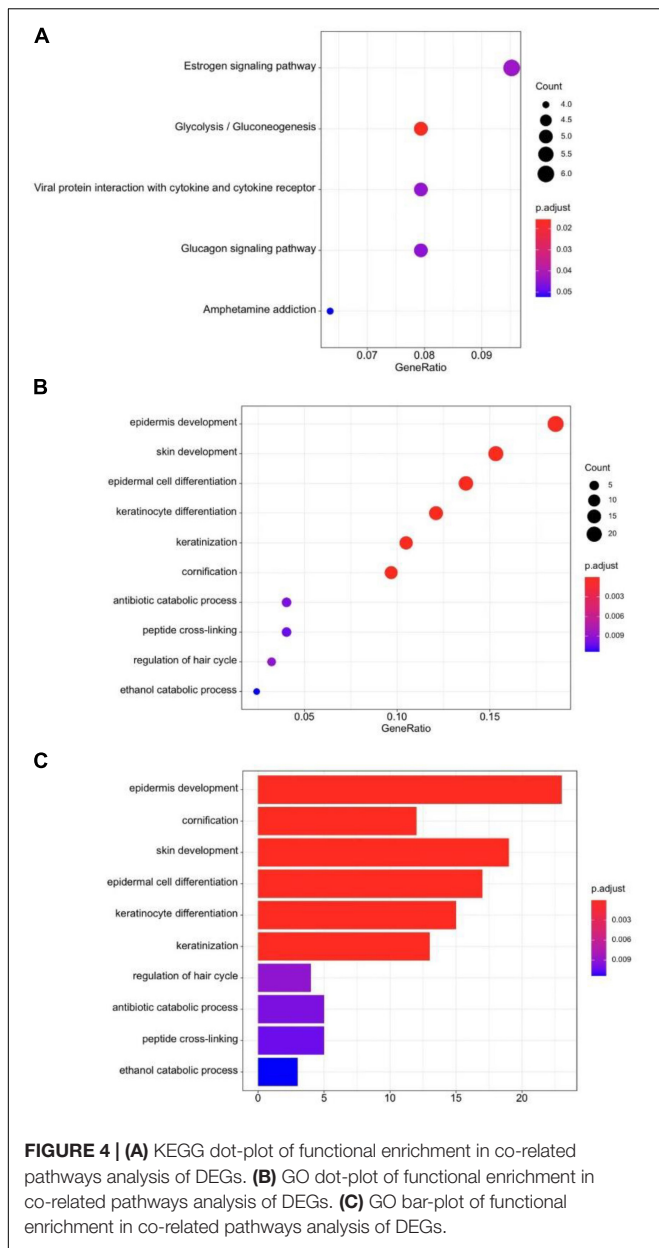 A
Estrogen signaling pathway
Glycolysis / Gluconeogenesis
Viral protein interaction with cytokine and cytokine receptor
Glucagon signaling pathway
Amphetamine addiction
0.07 0.08 0.09
GeneRatio
Count
4.0
4.5
5.0
5.5
6.0
p.adjust
0.02
0.03
0.04
0.05
B
epidermis development
skin development
epidermal cell differentiation
keratinocyte differentiation
keratinization
cornification
antibiotic catabolic process
peptide cross-linking
regulation of hair cycle
ethanol catabolic process
0.05 0.10 0.15
GeneRatio
Count
5
10
15
20
p.adjust
0.003
0.006
0.009
C
epidermis development
cornification
skin development
epidermal cell differentiation
keratinocyte differentiation
keratinization
regulation of hair cycle
antibiotic catabolic process
peptide cross-linking
ethanol catabolic process
0 5 10 15 20
p.adjust
0.003
0.006
0.009
FIGURE 4 | (A) KEGG dot-plot of functional enrichment in co-related
pathways analysis of DEGs. (B) GO dot-plot of functional enrichment in
co-related pathways analysis of DEGs. (C) GO bar-plot of functional
enrichment in co-related pathways analysis of DEGs.